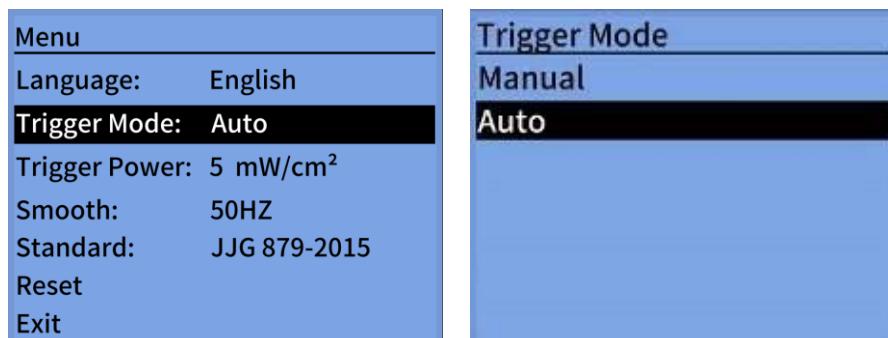 Menu
Language: English
Trigger Mode: Auto
Trigger Power: 5 mW/cm²
Smooth: 50HZ
Standard: JJG 879-2015
Reset
Exit
Trigger Mode
Manual
Auto